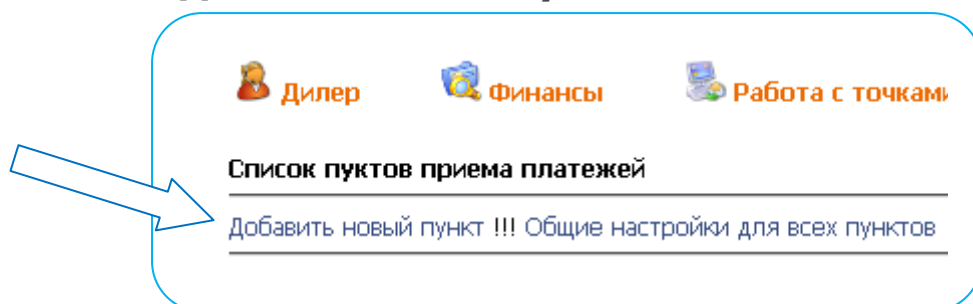 Дилер Финансы Работа с точками
Список пуктов приема платежей
Добавить новый пункт !!! Общие настройки для всех пунктов